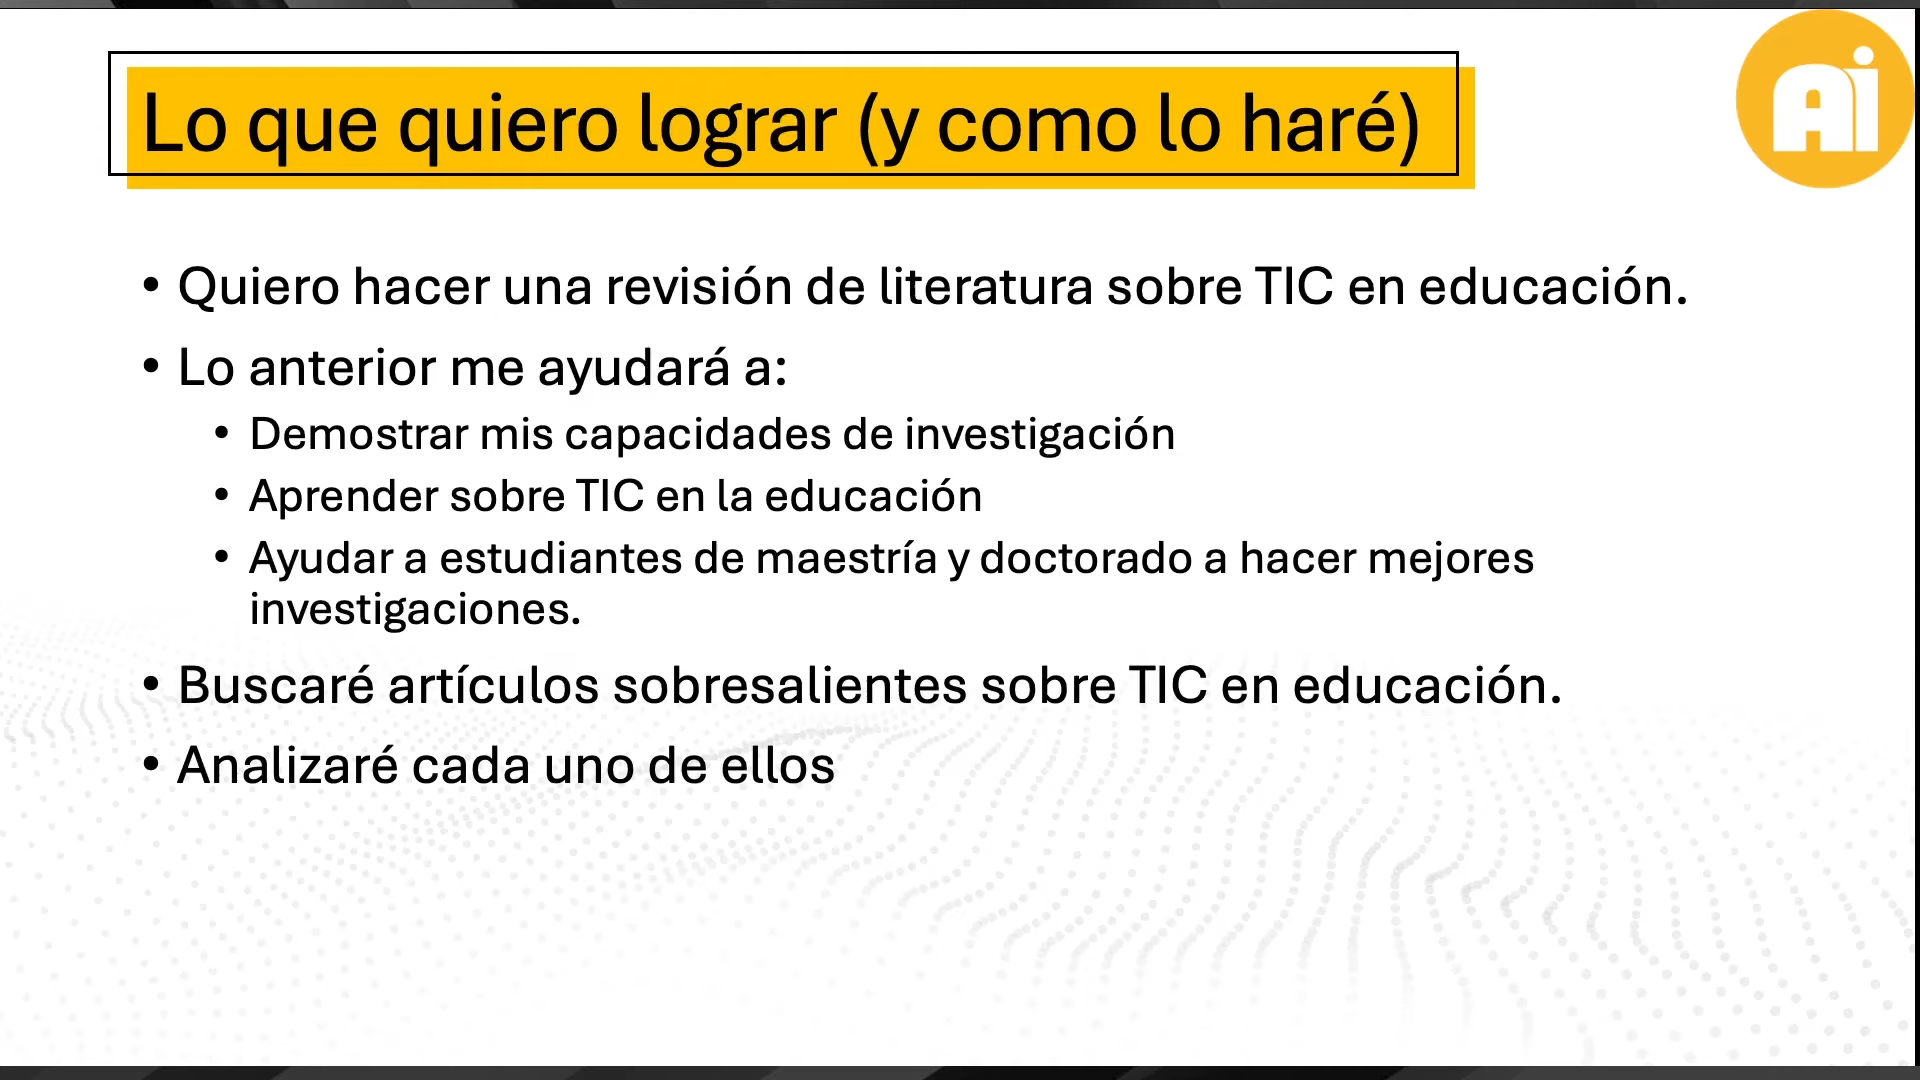 Lo que quiero lograr (y como lo haré)
Ai
• Quiero hacer una revisión de literatura sobre TIC en educación.
• Lo anterior me ayudará a:
• Demostrar mis capacidades de investigación
• Aprender sobre TIC en la educación
• Ayudar a estudiantes de maestría y doctorado a hacer mejores
investigaciones.
• Buscaré artículos sobresalientes sobre TIC en educación.
• Analizaré cada uno de ellos